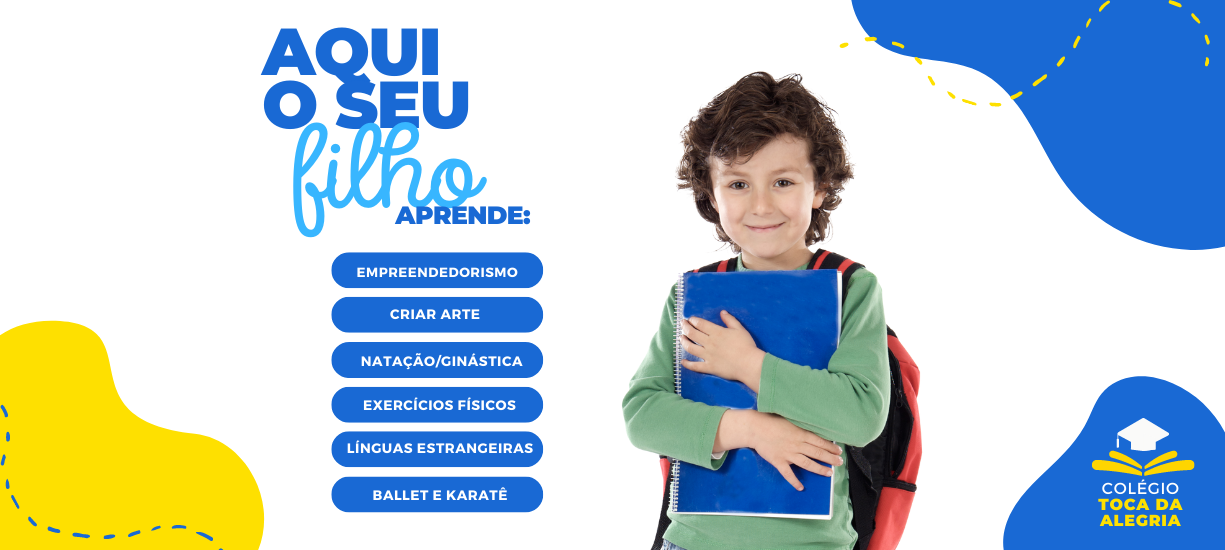 AQUI
O SEU
filho
APRENDE:
EMPREENDEDORISMO
CRIAR ARTE
NATAÇÃO/GINÁSTICA
EXERCÍCIOS FÍSICOS
LÍNGUAS ESTRANGEIRAS
BALLET E KARATÊ
COLÉGIO
TOCA DA
ALEGRIA